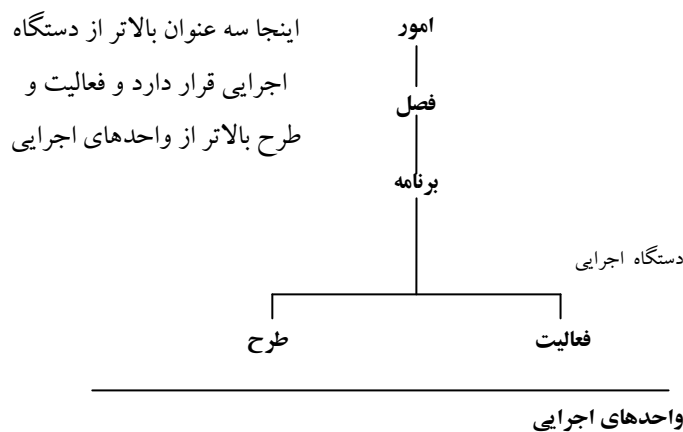 اینجا سه عنوان بالاتر از دستگاه
اجرایی قرار دارد و فعالیت و
طرح بالاتر از واحدهای اجرایی
امور
فصل
برنامه
دستگاه اجرایی
فعالیت
طرح
واحدهای اجرایی